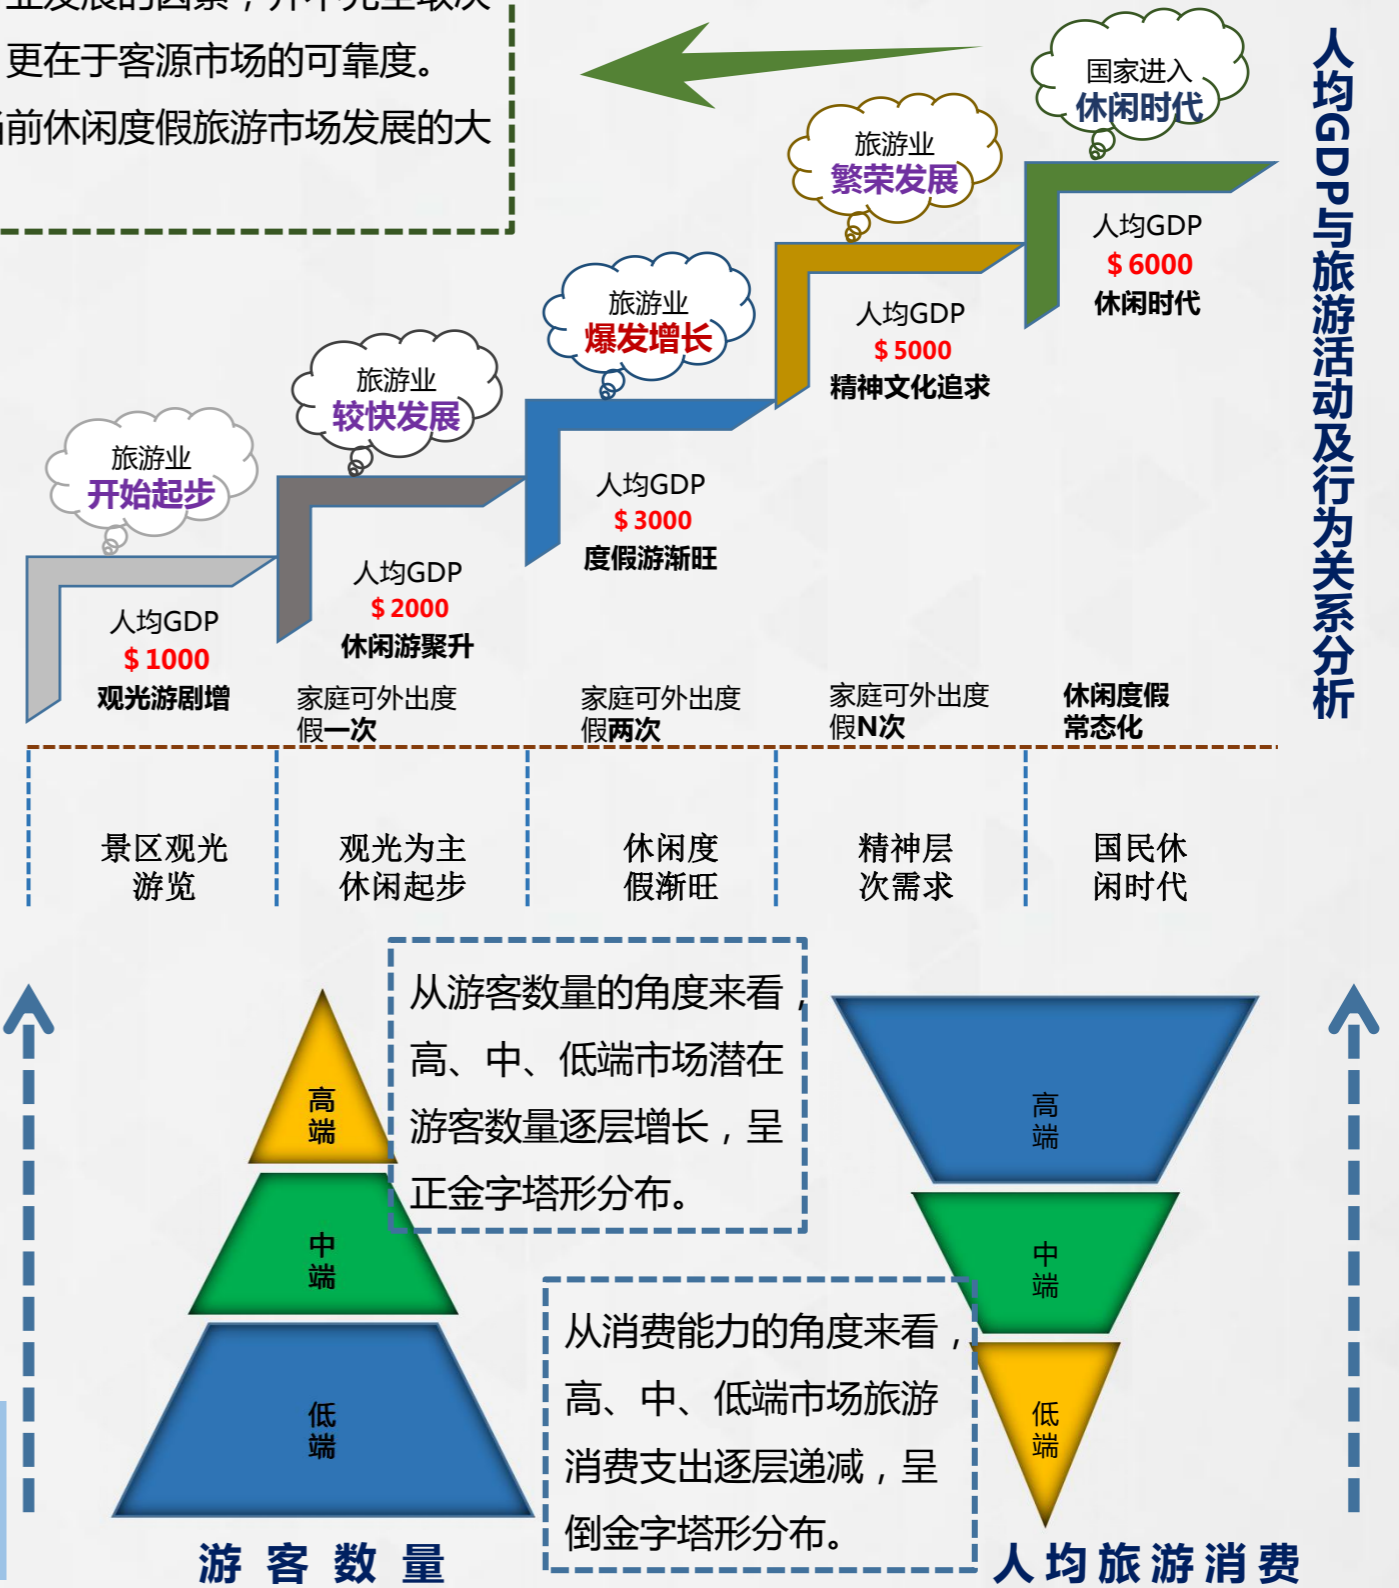 业发展的因素，并不完全取决
更在于客源市场的可靠度。
当前休闲度假旅游市场发展的大
人均GDP与旅游活动及行为关系分析
国家进入
休闲时代
旅游业
繁荣发展
旅游业
爆发增长
旅游业
较快发展
旅游业
开始起步
人均GDP
$ 1000
观光游剧增
人均GDP
$ 2000
休闲游聚升
人均GDP
$ 3000
度假游渐旺
人均GDP
$ 5000
精神文化追求
人均GDP
$ 6000
休闲时代
家庭可外出度
假一次
家庭可外出度
假两次
家庭可外出度
假N次
休闲度假
常态化
景区观光
游览
观光为主
休闲起步
休闲度
假渐旺
精神层
次需求
国民休
闲时代
从游客数量的角度来看，
高、中、低端市场潜在
游客数量逐层增长，呈
正金字塔形分布。
高
端
中
端
低
端
游客数量
从消费能力的角度来看，
高、中、低端市场旅游
消费支出逐层递减，呈
倒金字塔形分布。
高
端
中
端
低
端
人均旅游消费